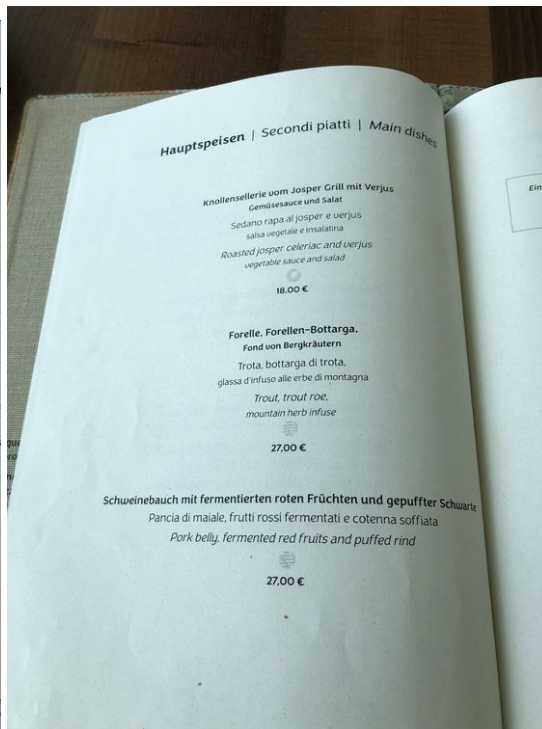 Hauptspeisen | Secondi piatti | Main dishes
Knollensellerie vom Josper Grill mit Verjus
Gemüsesauce und Salat
Sedano rapa al josper e verjus
salsa vegetale e insalatina
Roasted josper celeriac and verjus
vegetable sauce and salad
18,00 €
Forelle, Forellen-Bottarga,
Fond von Bergkräutern
Trota, bottarga di trota,
glassa d'infuso alle erbe di montagna
Trout, trout roe,
mountain herb infuse
27,00 €
Schweinebauch mit fermentierten roten Früchten und gepuffter Schwarte
Pancia di maiale, frutti rossi fermentati e cotenna soffiata
Pork belly, fermented red fruits and puffed rind
27,00 €
Ein